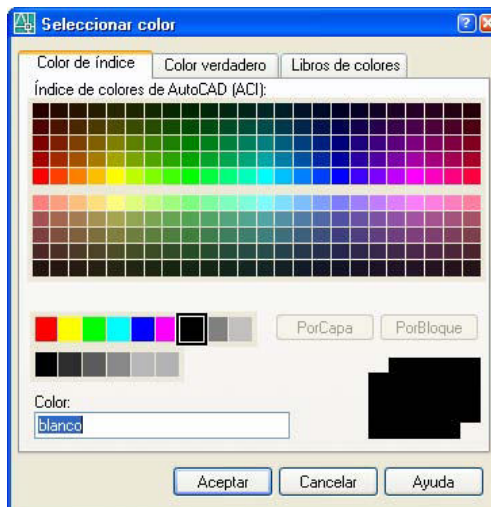 Seleccionar color
Color de índice Color verdadero Libros de colores
Índice de colores de AutoCAD (ACI):
PorCapa PorBloque
Color:
blanco
Aceptar Cancelar Ayuda